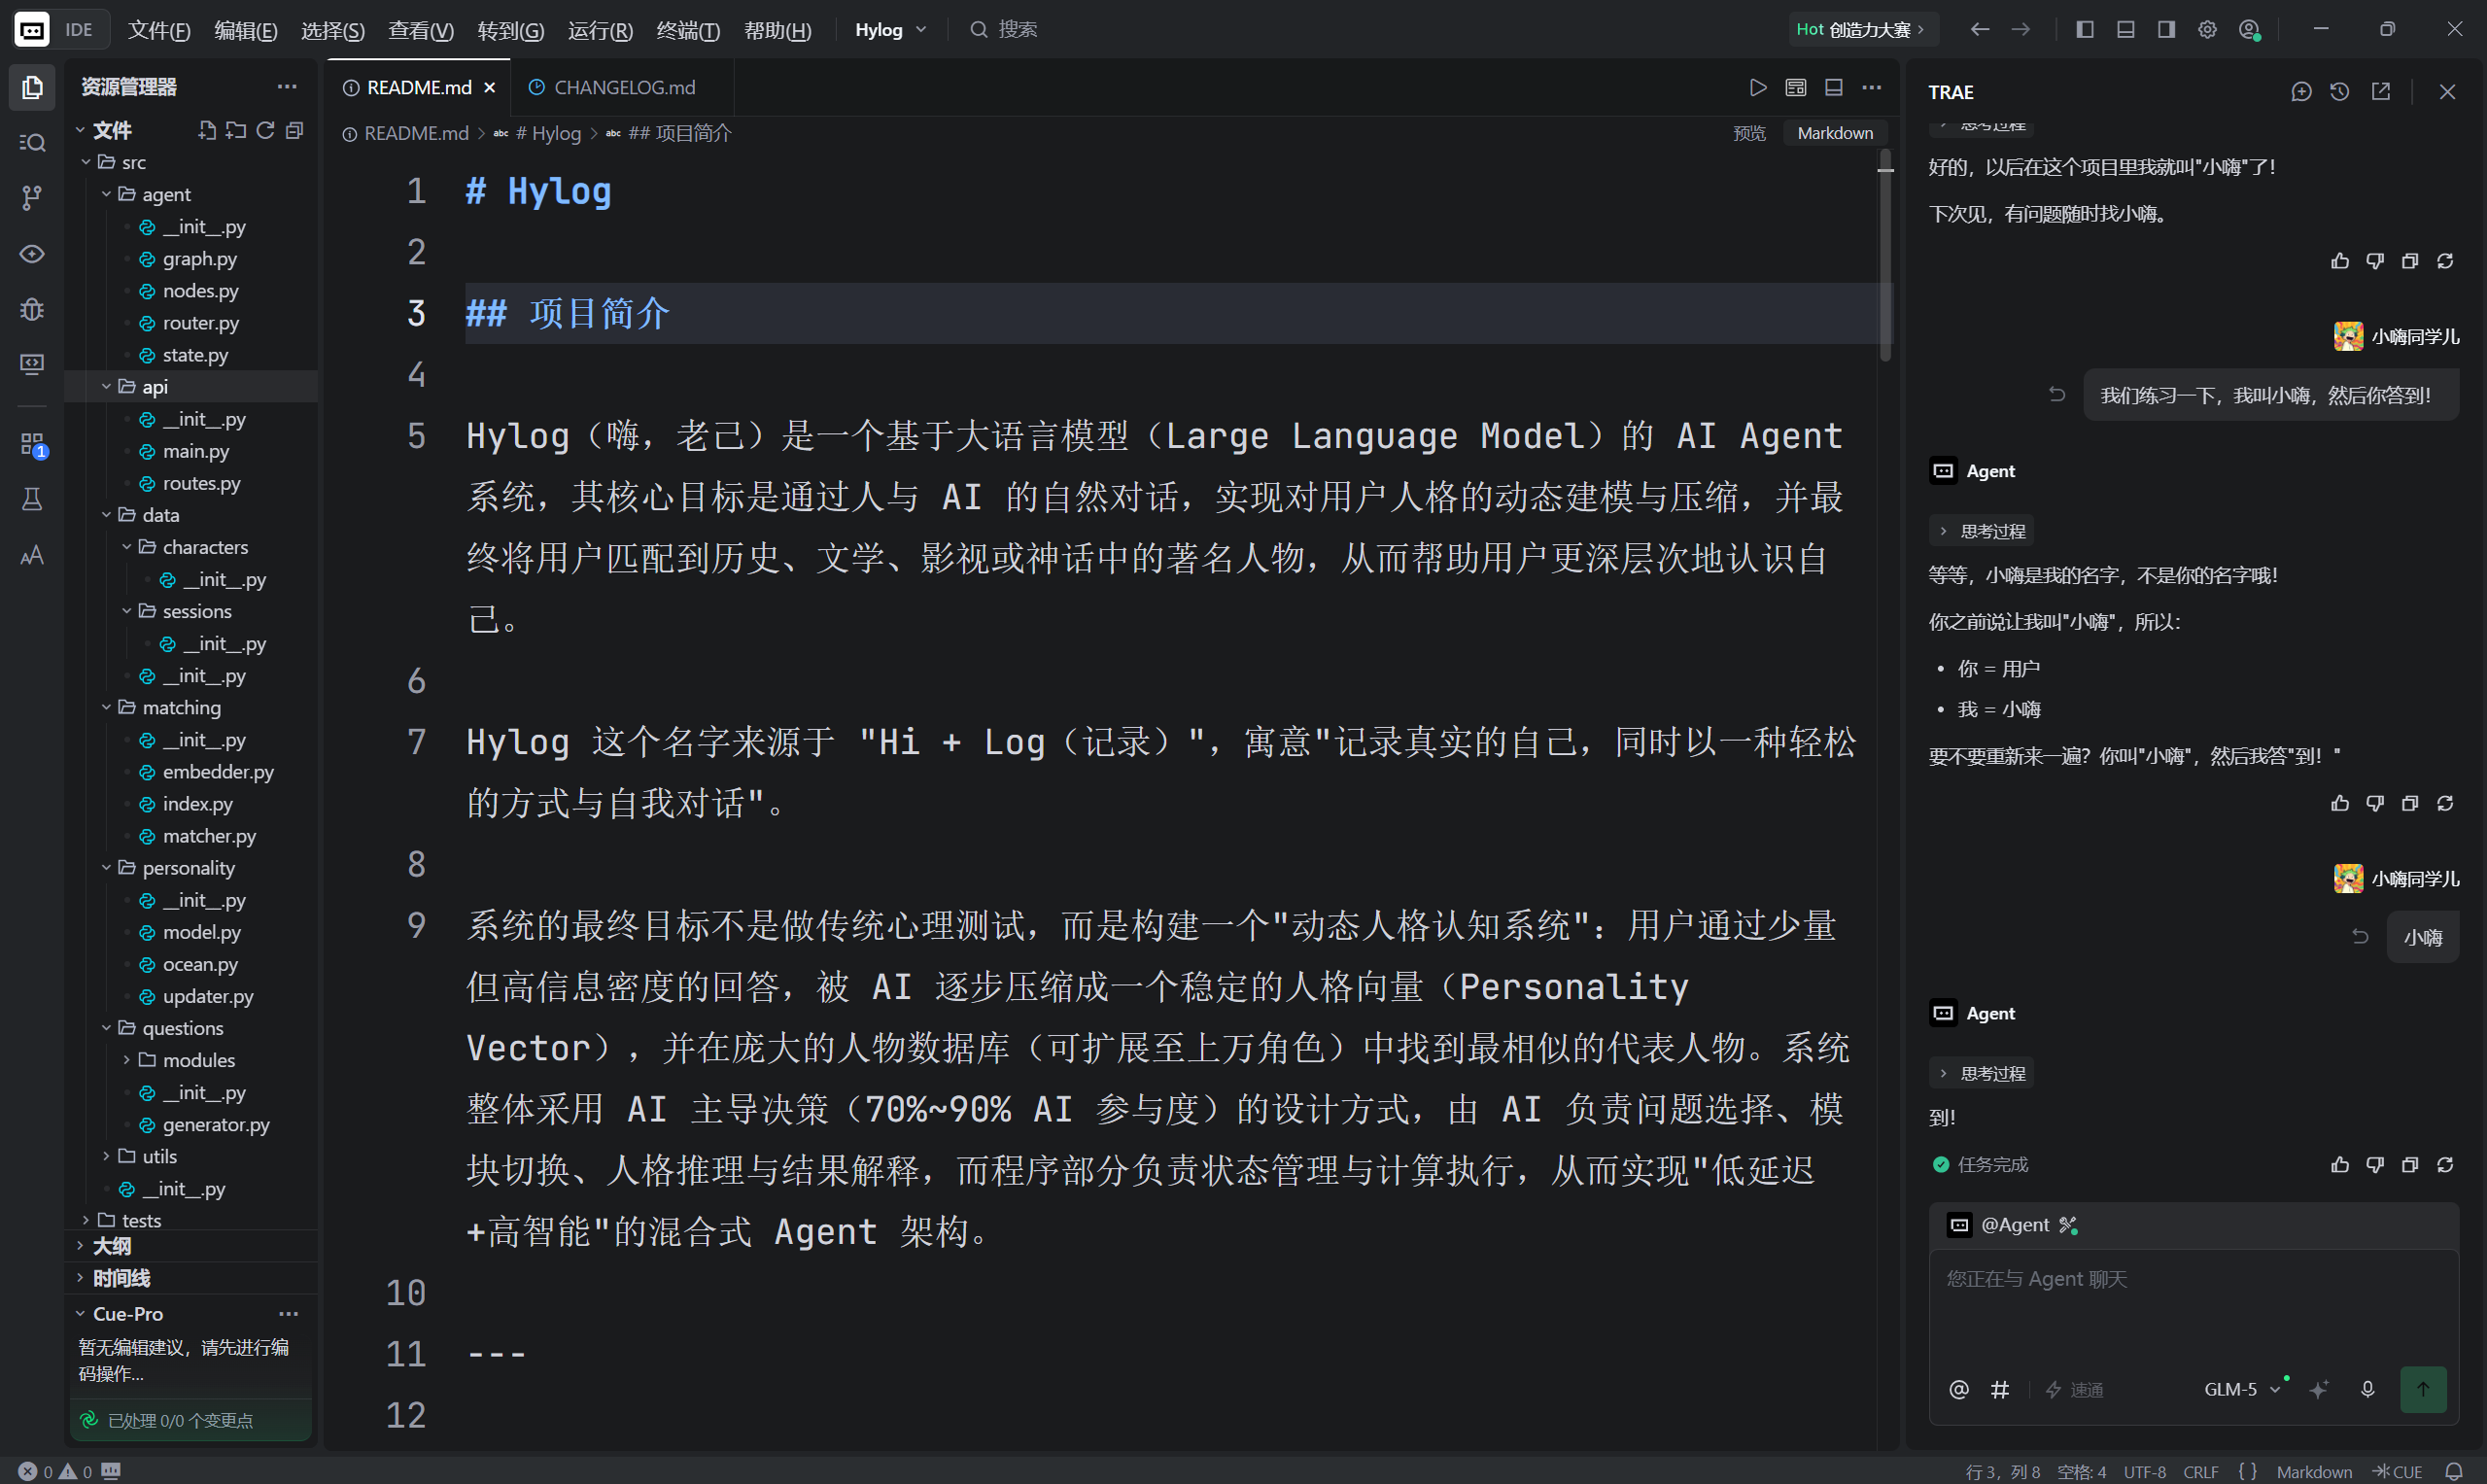 IDE 文件(F) 编辑(E) 选择(S) 查看(V) 转到(G) 运行(R) 终端(T) 帮助(H) Hylog 搜索 Hot 创造力大赛
资源管理器
文件
src
agent
__init__.py
graph.py
nodes.py
router.py
state.py
api
__init__.py
main.py
routes.py
data
characters
__init__.py
sessions
__init__.py
__init__.py
matching
__init__.py
embedder.py
index.py
matcher.py
personality
__init__.py
model.py
ocean.py
updater.py
questions
modules
__init__.py
generator.py
utils
__init__.py
tests
大纲
时间线
Cue-Pro
暂无编辑建议，请先进行编
码操作...
已处理 0/0 个变更点
1
README.md CHANGELOG.md
README.md > # Hylog > ## 项目简介 预览 Markdown
1 # Hylog
2
3 ## 项目简介
4
5 Hylog（嗨，老己）是一个基于大语言模型（Large Language Model）的 AI Agent
系统，其核心目标是通过人与 AI 的自然对话，实现对用户人格的动态建模与压缩，并最
终将用户匹配到历史、文学、影视或神话中的著名人物，从而帮助用户更深层次地认识自
己。
6
7 Hylog 这个名字来源于 "Hi + Log（记录）"，寓意"记录真实的自己，同时以一种轻松
的方式与自我对话"。
8
9 系统的最终目标不是做传统心理测试，而是构建一个"动态人格认知系统"：用户通过少量
但高信息密度的回答，被 AI 逐步压缩成一个稳定的人格向量（Personality
Vector），并在庞大的人物数据库（可扩展至上万角色）中找到最相似的代表人物。系统
整体采用 AI 主导决策（70%~90% AI 参与度）的设计方式，由 AI 负责问题选择、模
块切换、人格推理与结果解释，而程序部分负责状态管理与计算执行，从而实现"低延迟
+高智能"的混合式 Agent 架构。
10
11 ---
12
TRAE
思考过程
好的，以后在这个项目里我就叫"小嗨"了！
下次见，有问题随时找小嗨。
小嗨同学儿
我们练习一下，我叫小嗨，然后你答到！
Agent
思考过程
等等，小嗨是我的名字，不是你的名字哦！
你之前说让我叫"小嗨"，所以：
• 你 = 用户
• 我 = 小嗨
要不要重新来一遍？你叫"小嗨"，然后我答"到！"
小嗨同学儿
小嗨
Agent
思考过程
到！
任务完成
@Agent
您正在与 Agent 聊天
@ # 速通 GLM-5
0 0 行 3，列 8 空格: 4 UTF-8 CRLF { } Markdown CUE